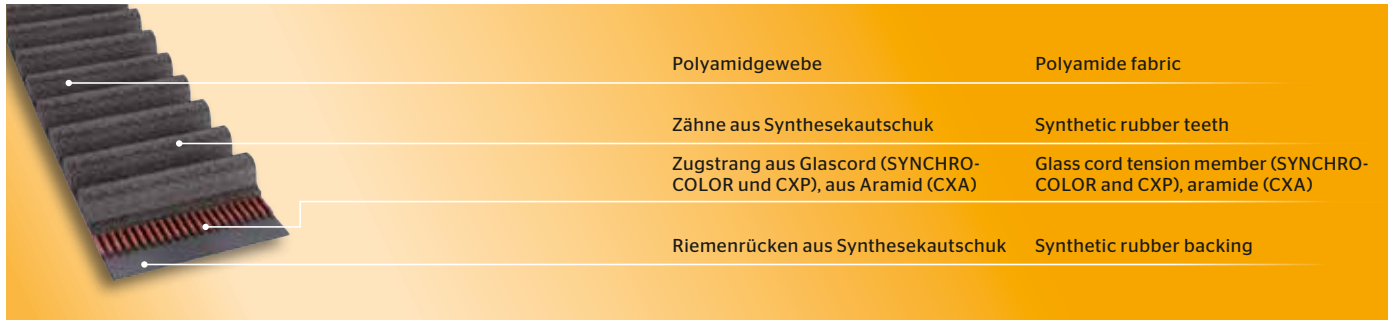 Polyamidgewebe
Polyamide fabric
Zähne aus Synthesekautschuk
Synthetic rubber teeth
Zugstrang aus Glascord (SYNCHRO-
COLOR und CXP), aus Aramid (CXA)
Glass cord tension member (SYNCHRO-
COLOR and CXP), aramide (CXA)
Riemenrücken aus Synthesekautschuk
Synthetic rubber backing